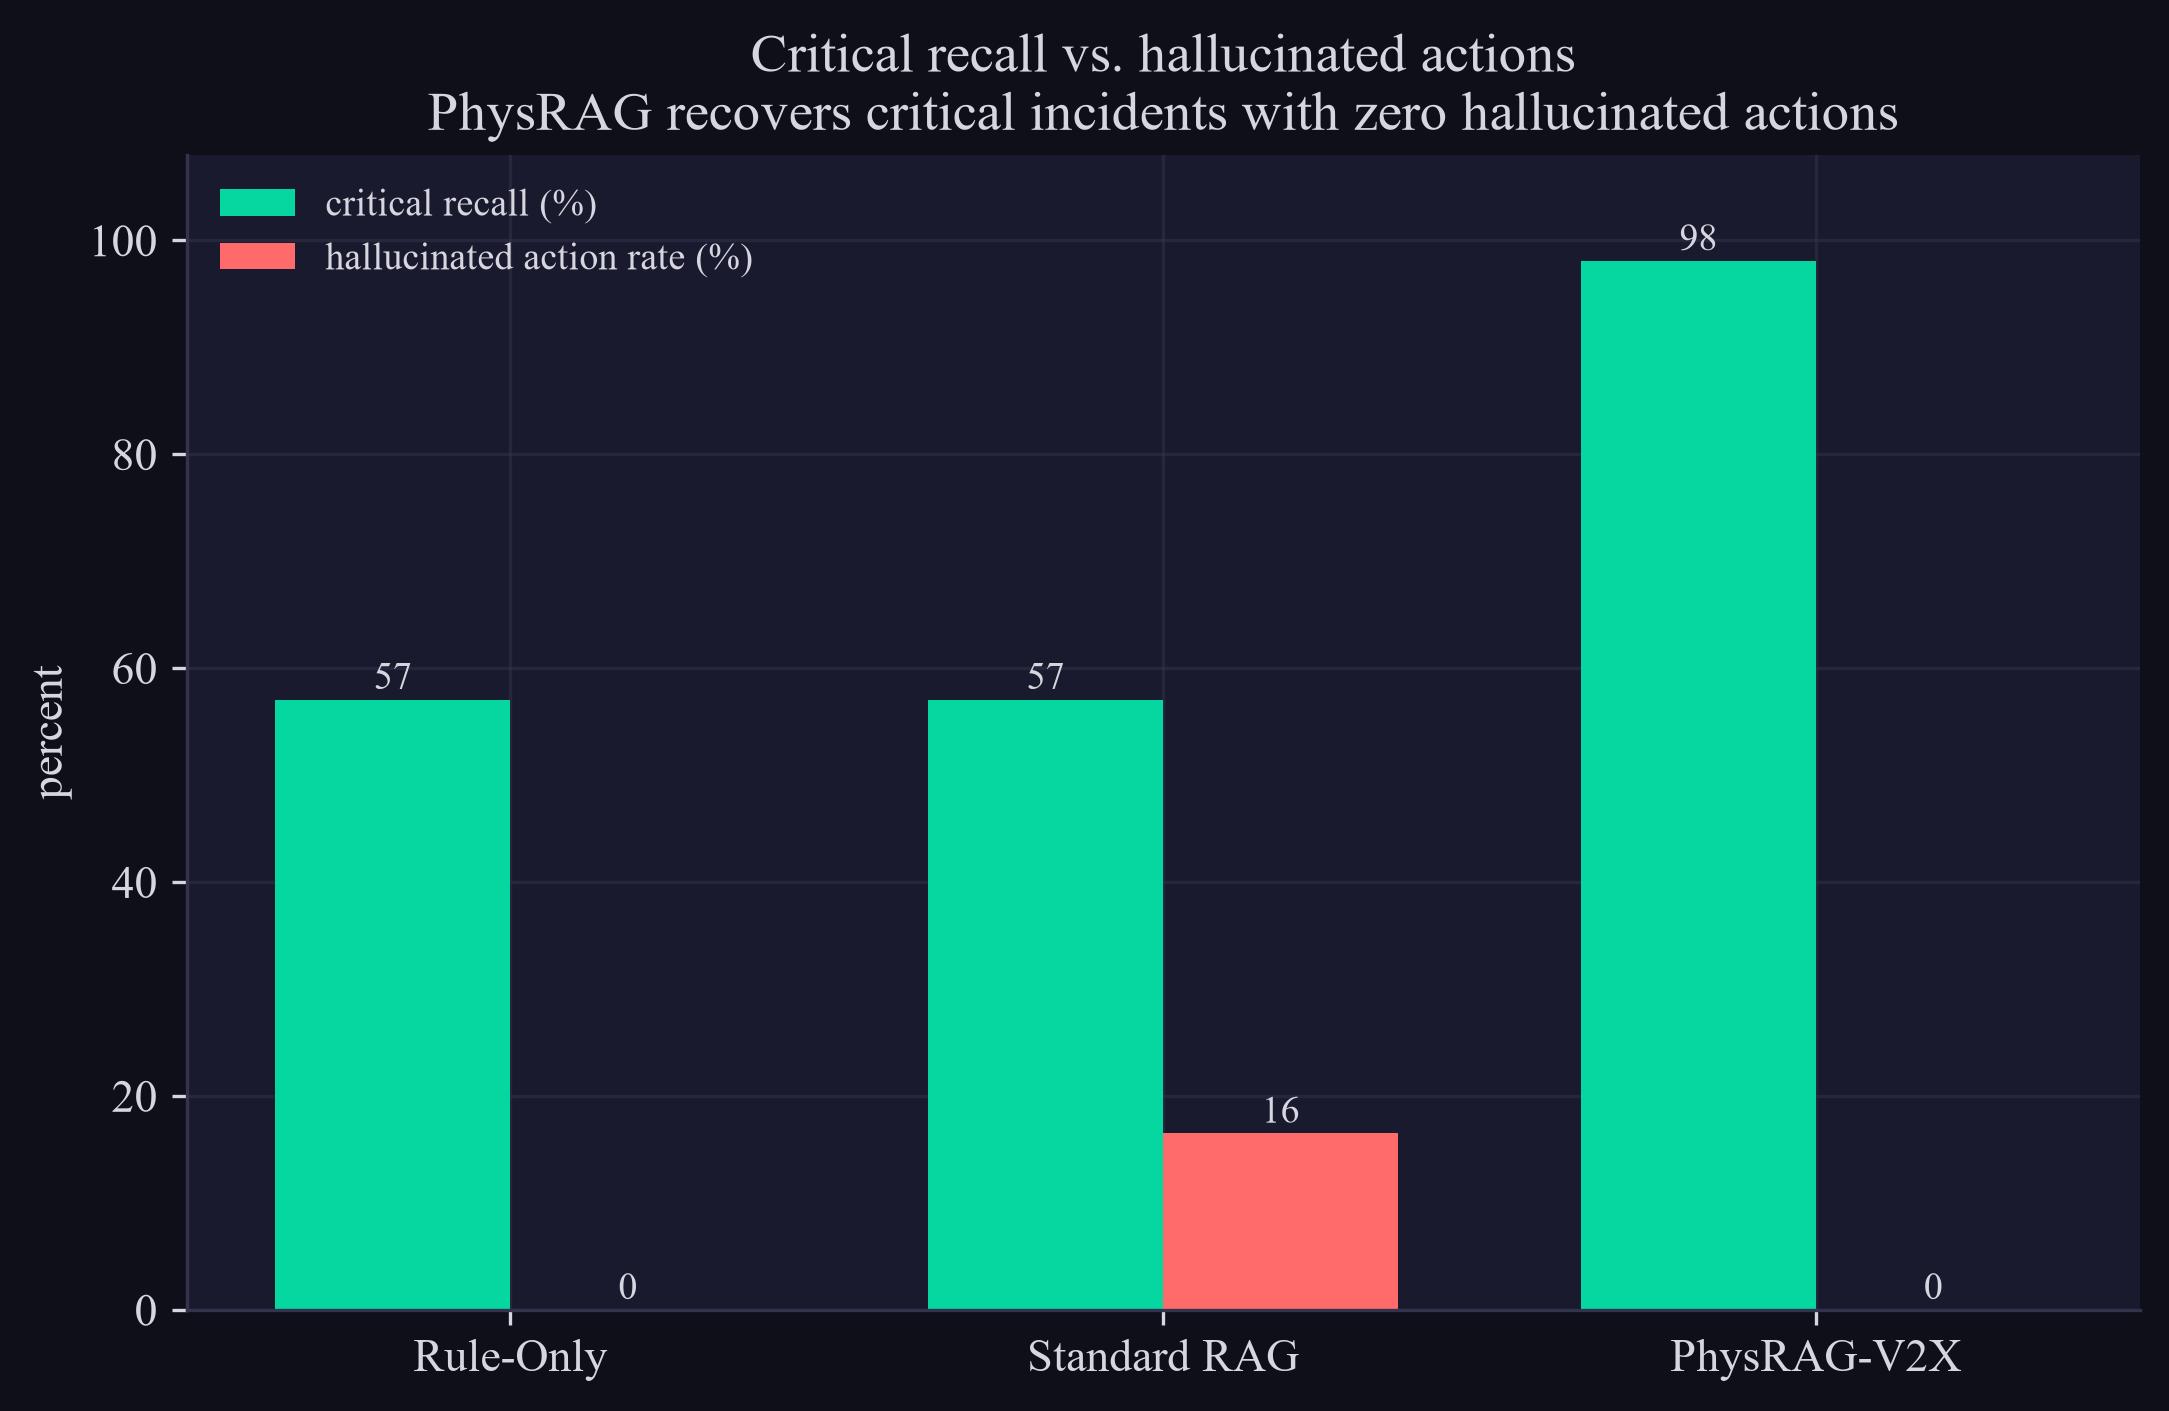 Critical recall vs. hallucinated actions
PhysRAG recovers critical incidents with zero hallucinated actions
critical recall (%)
hallucinated action rate (%)
percent
100
80
60
40
20
0
57
0
57
16
98
0
Rule-Only
Standard RAG
PhysRAG-V2X